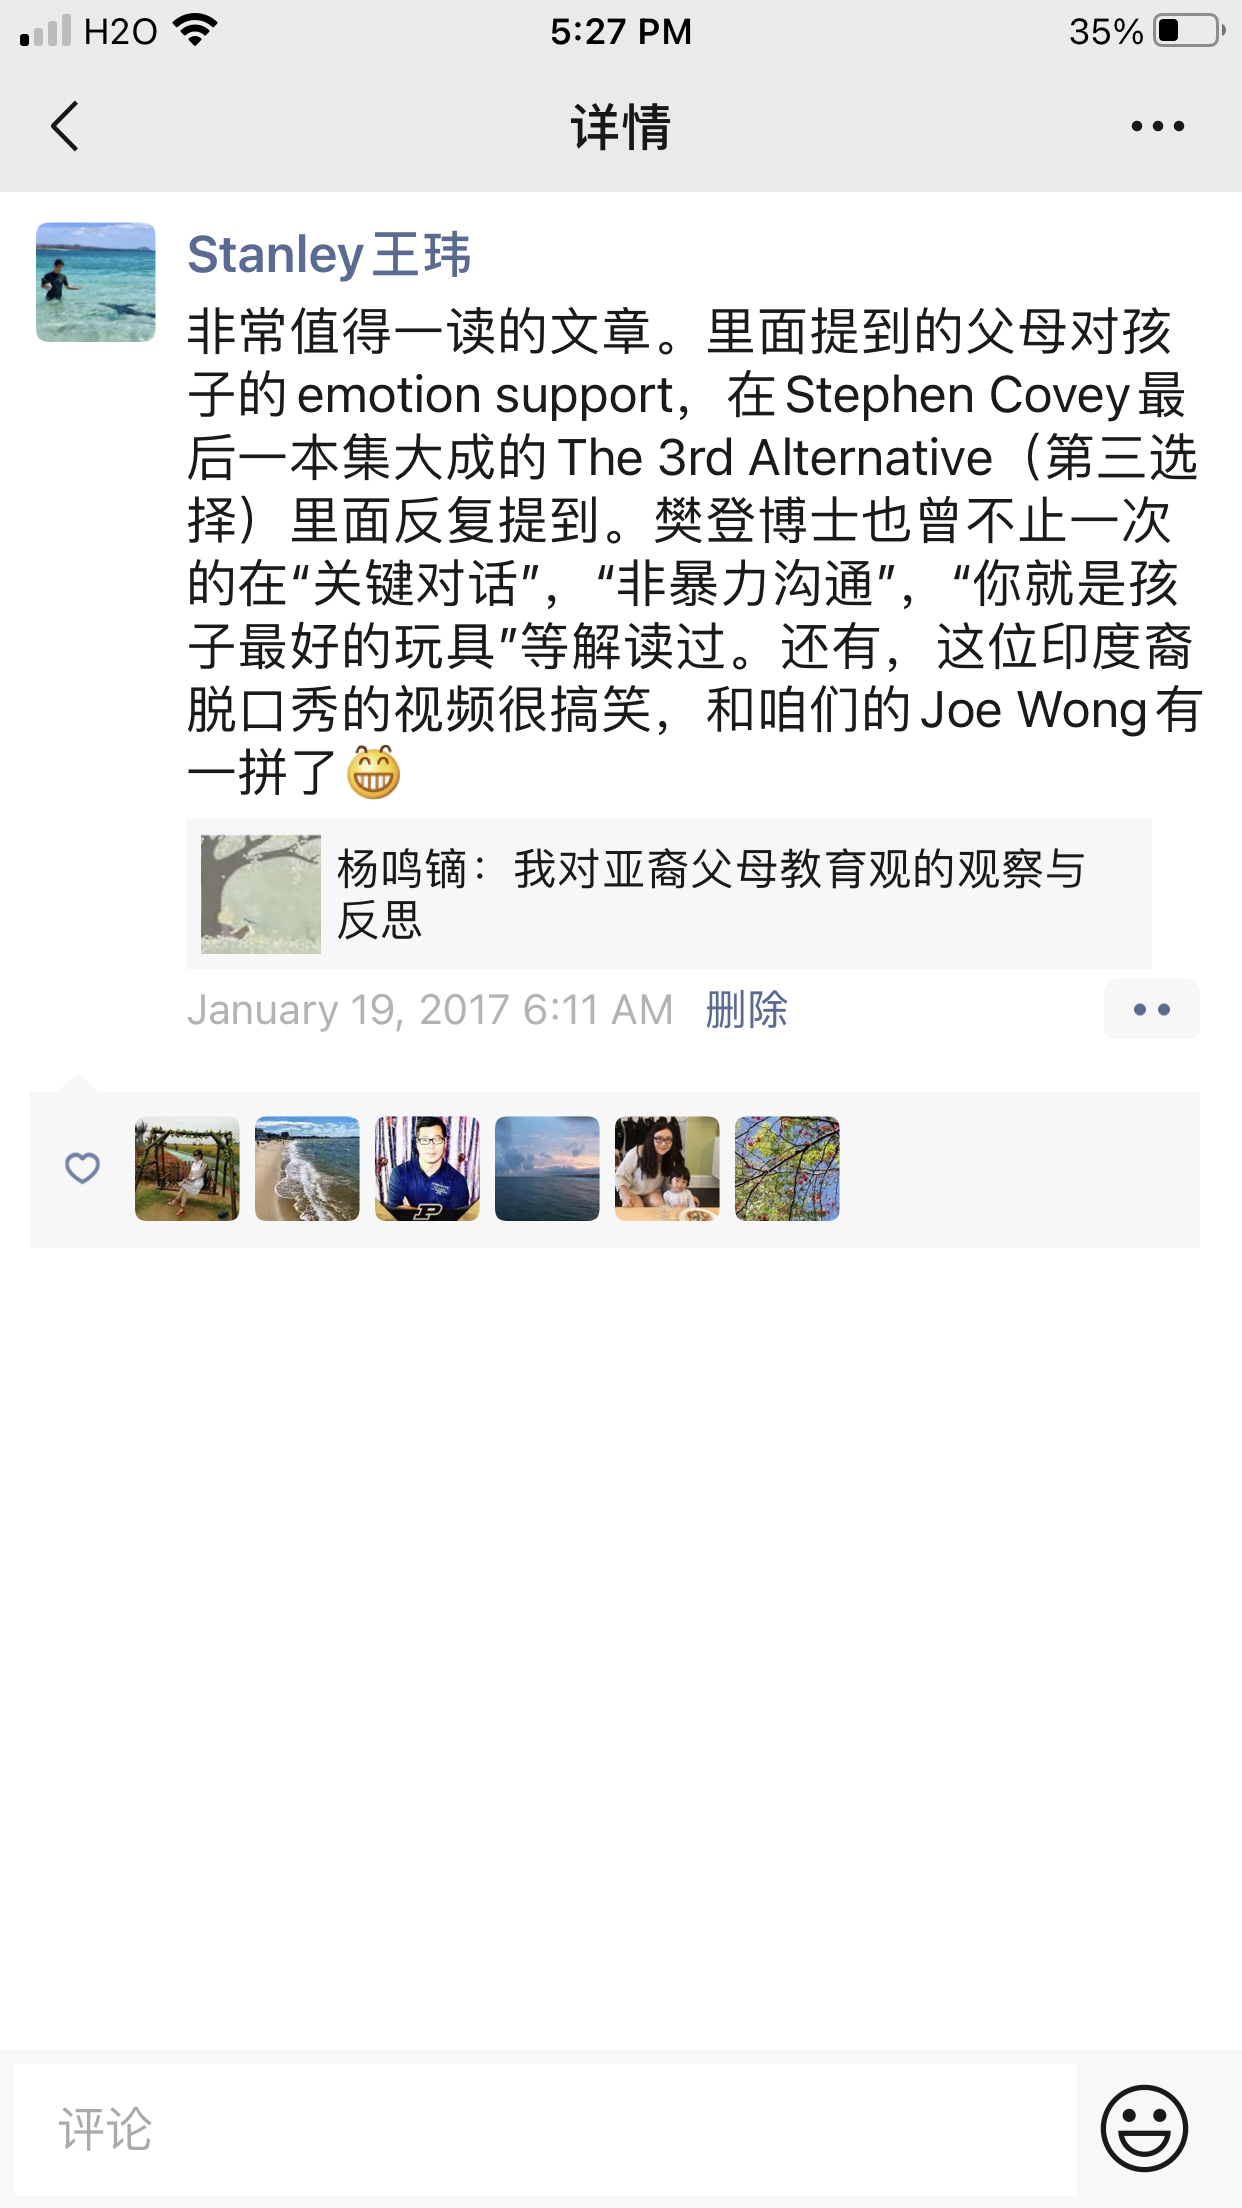 H2O
5:27 PM
35%
详情
Stanley王玮
非常值得一读的文章。里面提到的父母对孩
子的emotion support，在Stephen Covey最
后一本集大成的The 3rd Alternative（第三选
择）里面反复提到。樊登博士也曾不止一次
的在“关键对话”，“非暴力沟通”，“你就是孩
子最好的玩具”等解读过。还有，这位印度裔
脱口秀的视频很搞笑，和咱们的Joe Wong有
一拼了😁
杨鸣镝：我对亚裔父母教育观的观察与
反思
January 19, 2017 6:11 AM 删除
P
评论